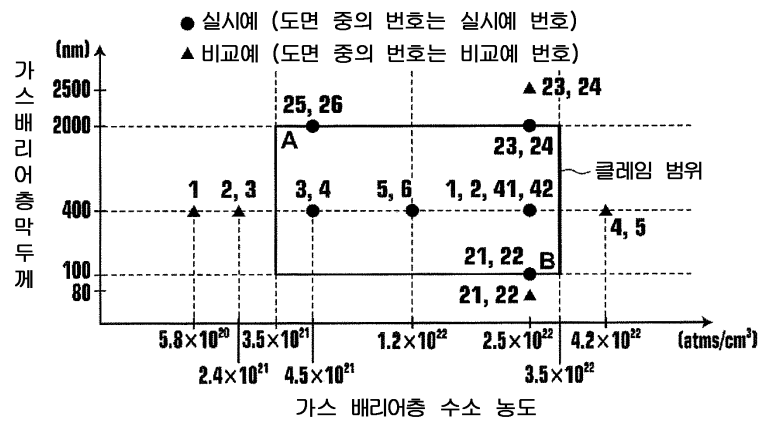 ● 실시예 (도면 중의 번호는 실시예 번호)
▲ 비교예 (도면 중의 번호는 비교예 번호)
(nm)
가스배리어층막두께
2500
2000
400
100
80
23, 24
25, 26
A
23, 24
클레임 범위
1
2, 3
3, 4
5, 6
1, 2, 41, 42
4, 5
21, 22
B
21, 22
5.8×10²⁰
3.5×10²¹
1.2×10²²
2.5×10²²
4.2×10²²
(atms/cm³)
2.4×10²¹
4.5×10²¹
3.5×10²²
가스 배리어층 수소 농도